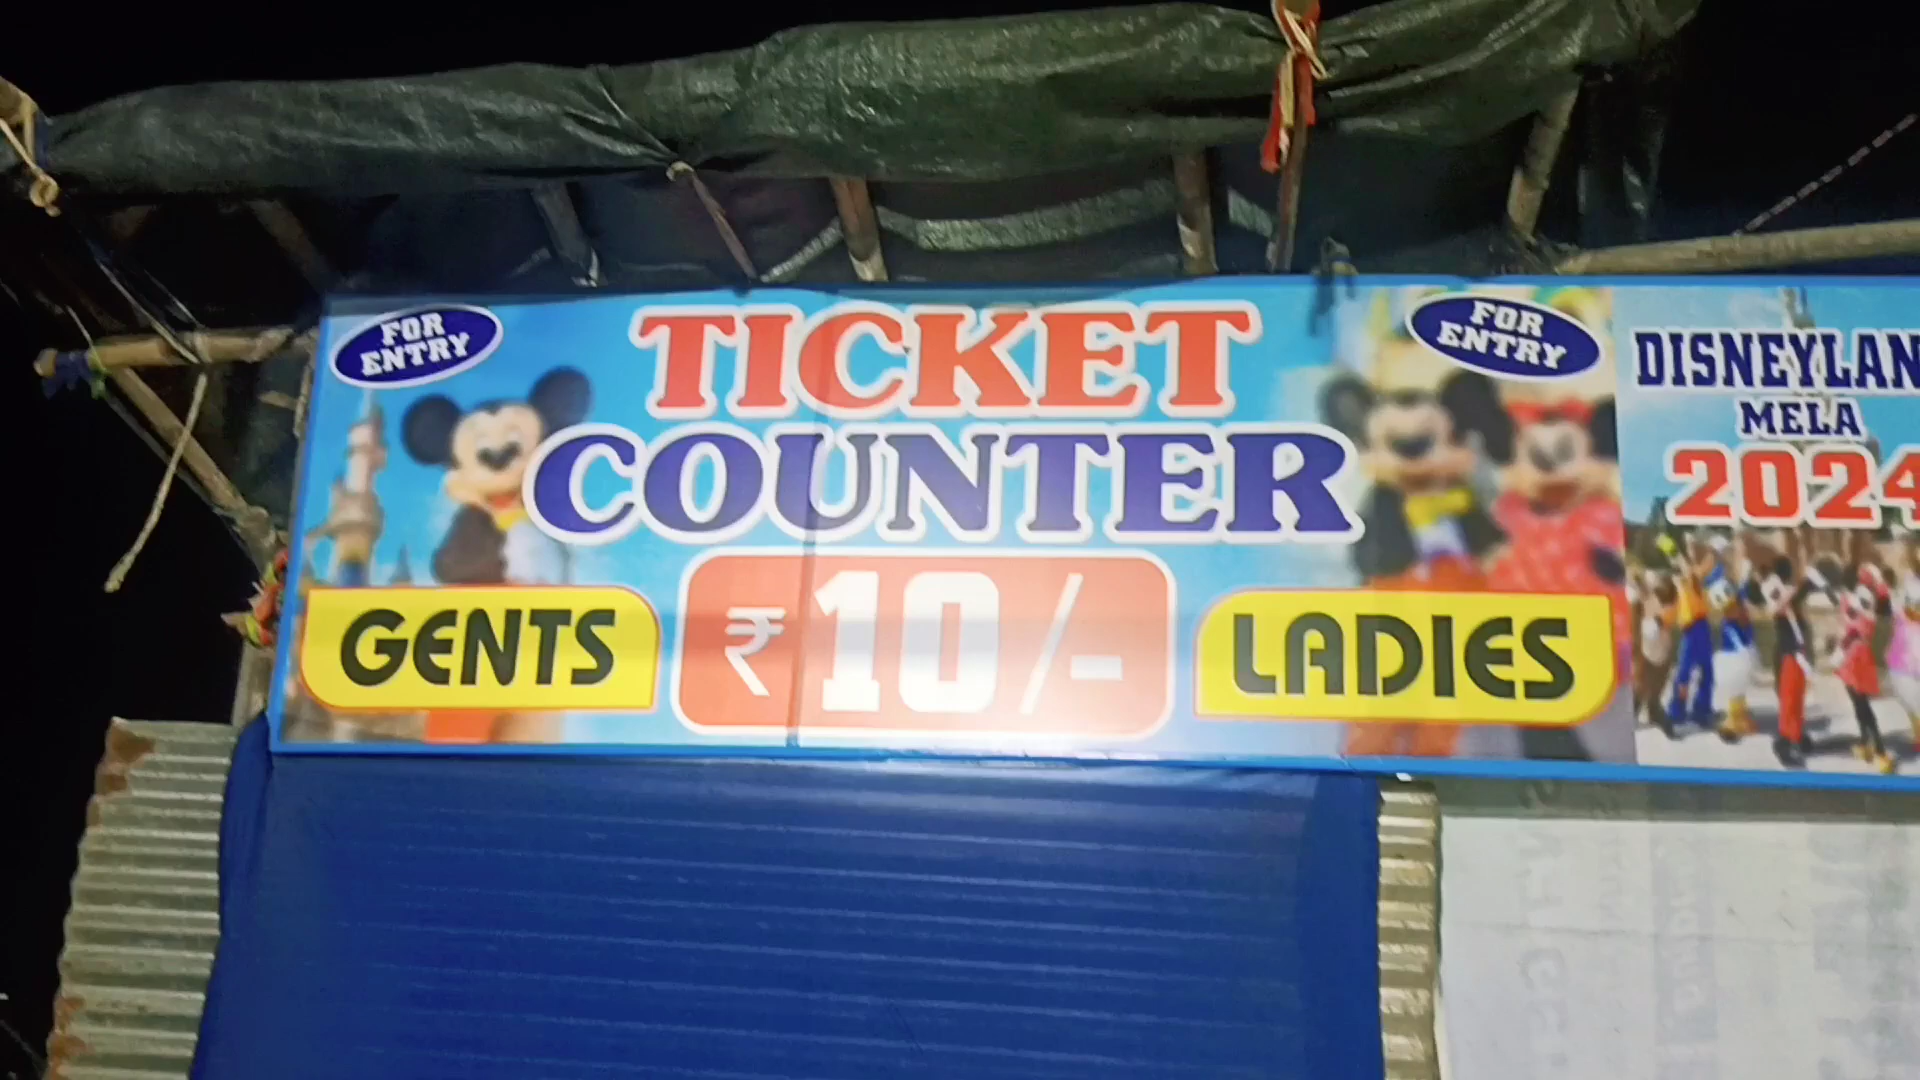 FOR
ENTRY
TICKET
COUNTER
FOR
ENTRY
GENTS
₹10/-
LADIES
DISNEYLAN
MELA
2024